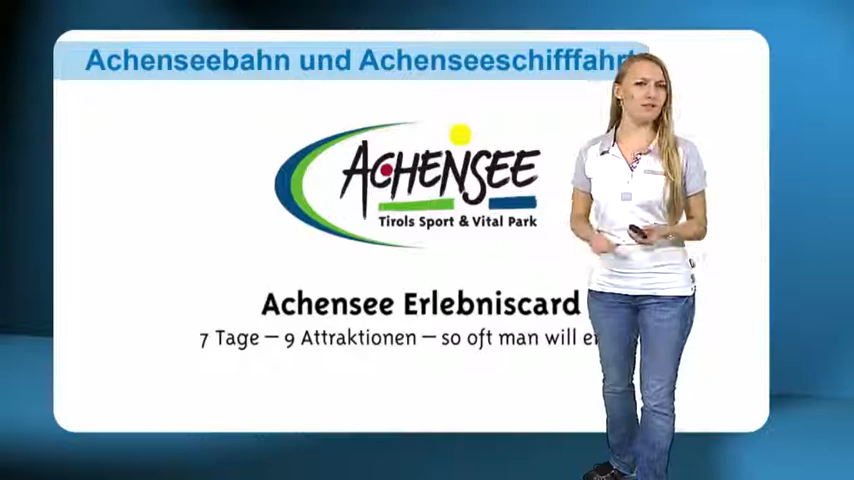 Achenseebahn und Achenseeschifffahrt
ACHENSEE
Tirols Sport & Vital Park
Achensee Erlebniscard
7 Tage – 9 Attraktionen – so oft man will